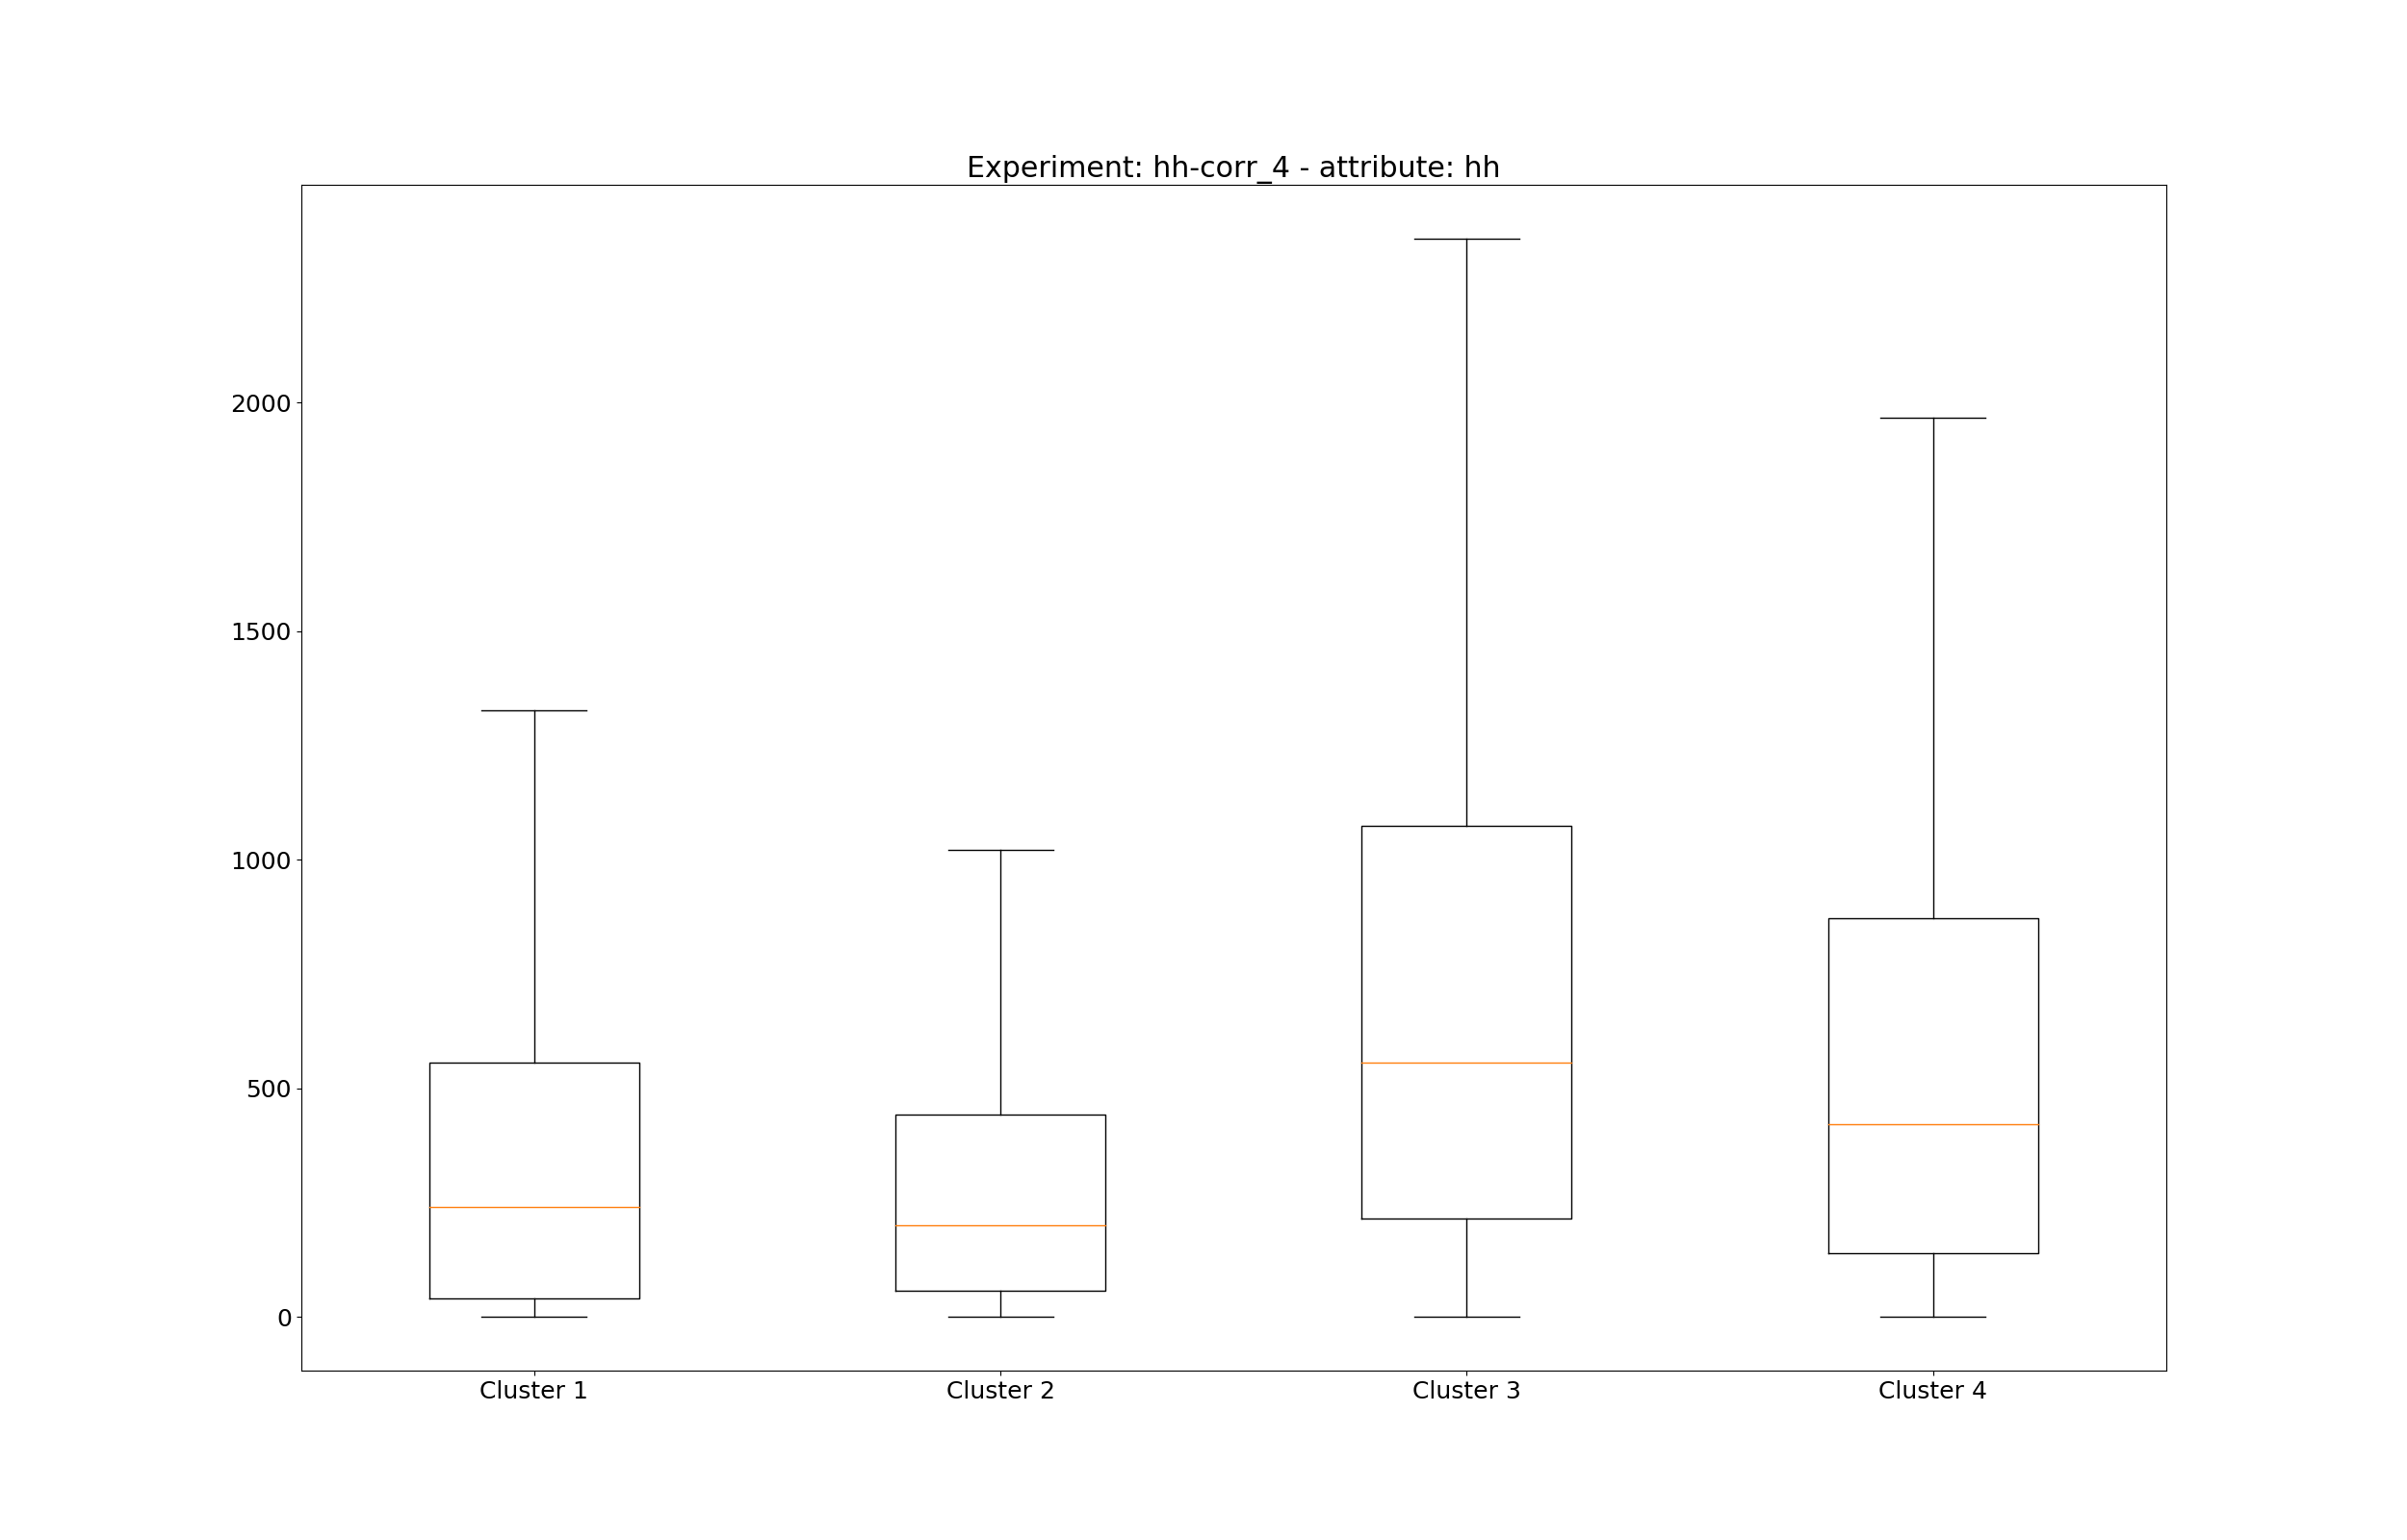 Experiment: hh-corr_4 - attribute: hh
2000
1500
1000
500
0
Cluster 1
Cluster 2
Cluster 3
Cluster 4